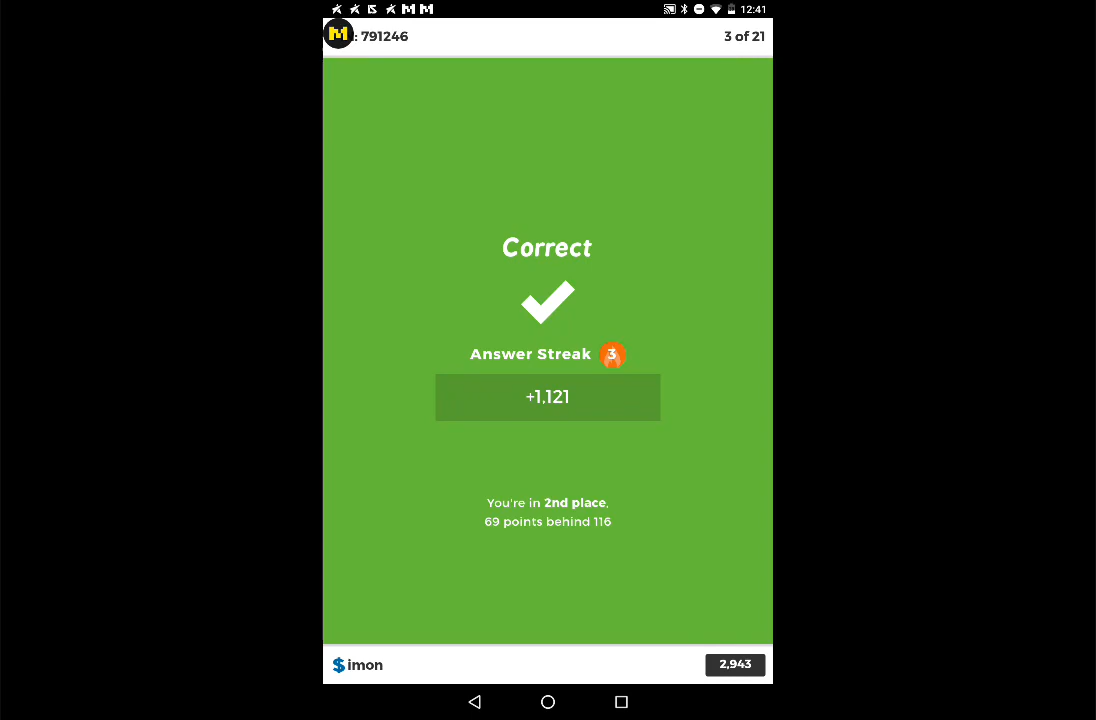 12:41
: 791246
3 of 21
Correct
Answer Streak 3
+1,121
You're in 2nd place,
69 points behind 116
$imon
2,943